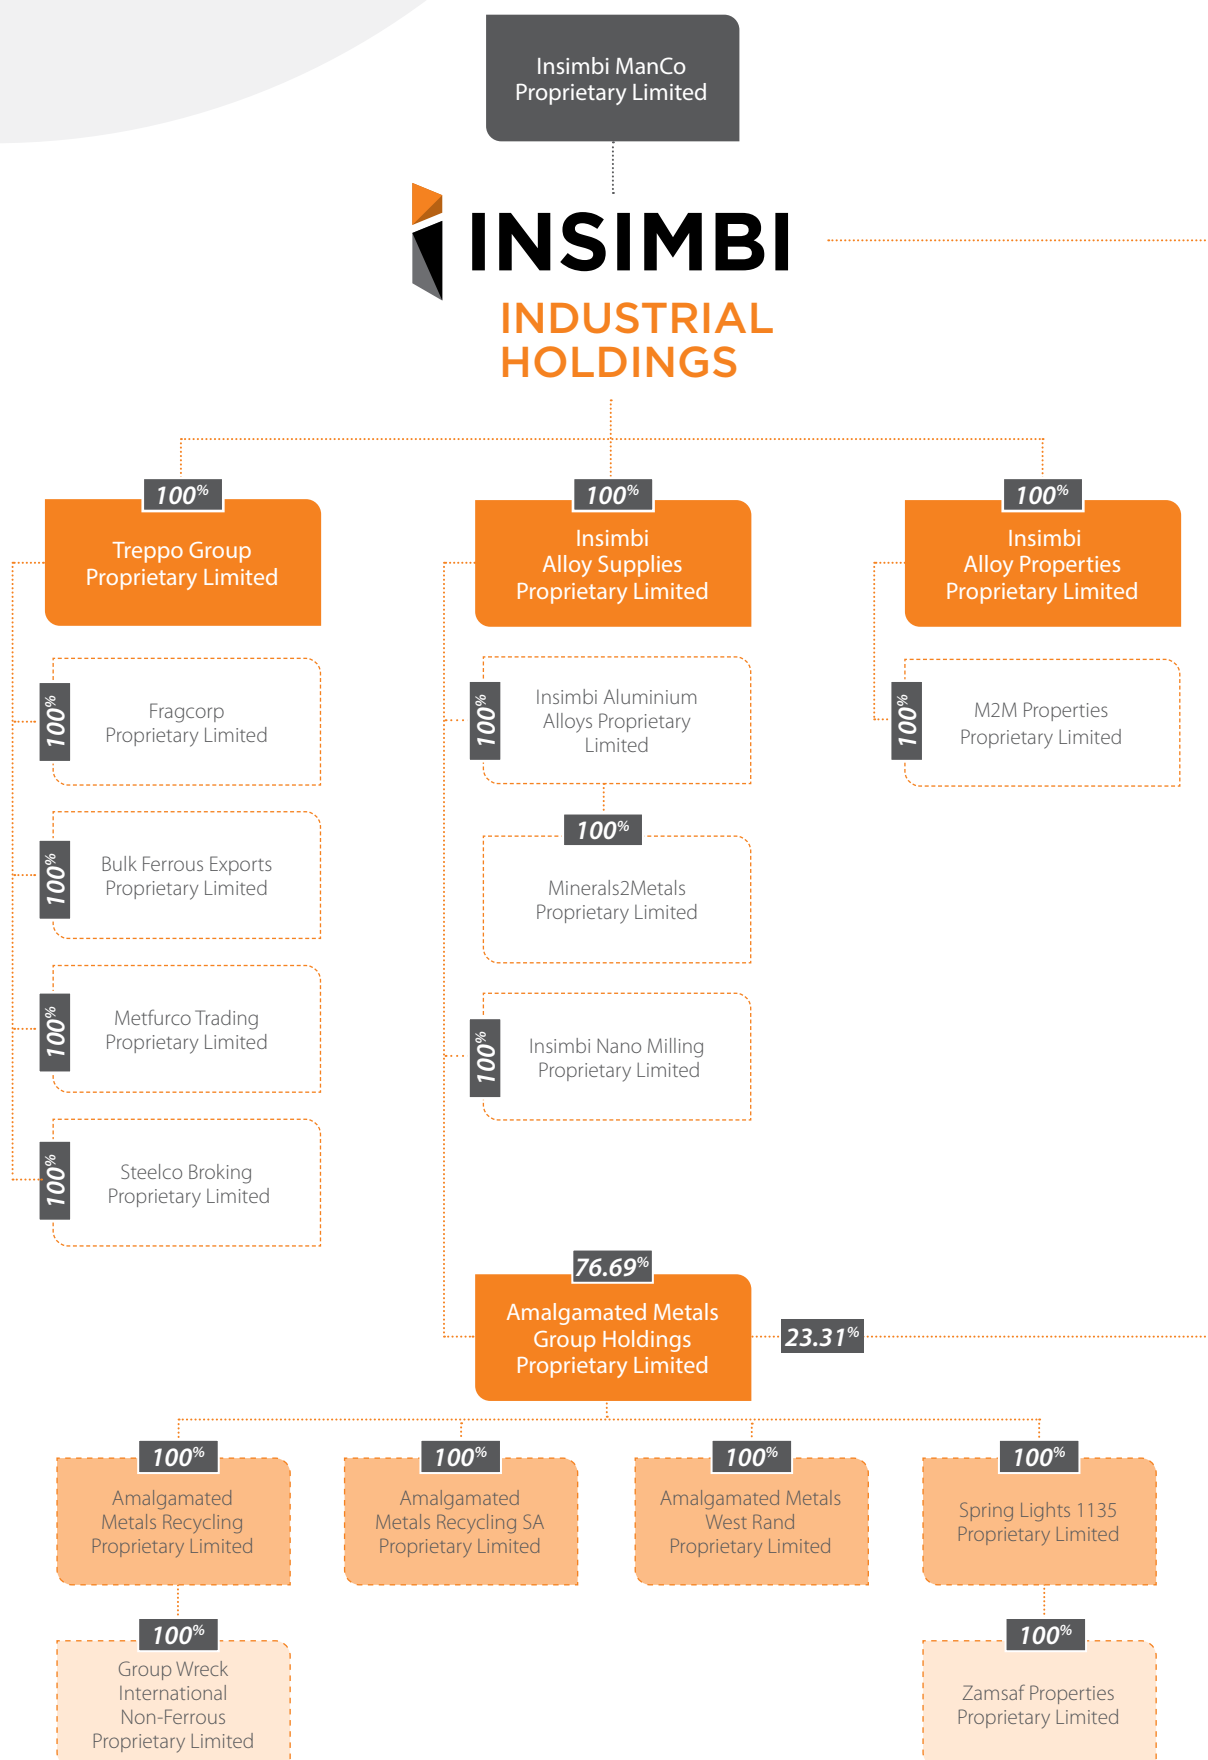 Insimbi ManCo
Proprietary Limited
INSIMBI
INDUSTRIAL
HOLDINGS
100%
Treppo Group
Proprietary Limited
100%
Fragcorp
Proprietary Limited
100%
Bulk Ferrous Exports
Proprietary Limited
100%
Metfurco Trading
Proprietary Limited
100%
Steelco Broking
Proprietary Limited
100%
Insimbi
Alloy Supplies
Proprietary Limited
100%
Insimbi Aluminium
Alloys Proprietary
Limited
100%
Minerals2Metals
Proprietary Limited
100%
Insimbi Nano Milling
Proprietary Limited
100%
Insimbi
Alloy Properties
Proprietary Limited
100%
M2M Properties
Proprietary Limited
76.69%
Amalgamated Metals
Group Holdings
Proprietary Limited
23.31%
100%
Amalgamated
Metals Recycling
Proprietary Limited
100%
Group Wreck
International
Non-Ferrous
Proprietary Limited
100%
Amalgamated
Metals Recycling SA
Proprietary Limited
100%
Amalgamated Metals
West Rand
Proprietary Limited
100%
Spring Lights 1135
Proprietary Limited
100%
Zamsaf Properties
Proprietary Limited